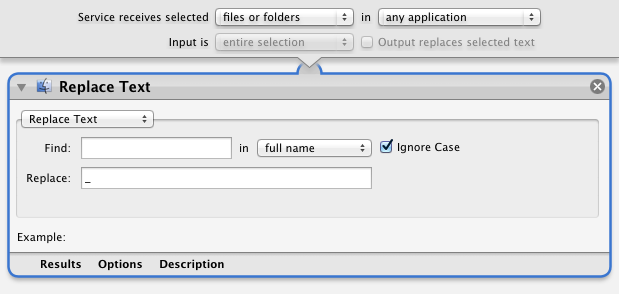 Service receives selected files or folders in any application
Input is entire selection Output replaces selected text
Replace Text
Replace Text
Find: in full name Ignore Case
Replace: _
Example:
Results Options Description